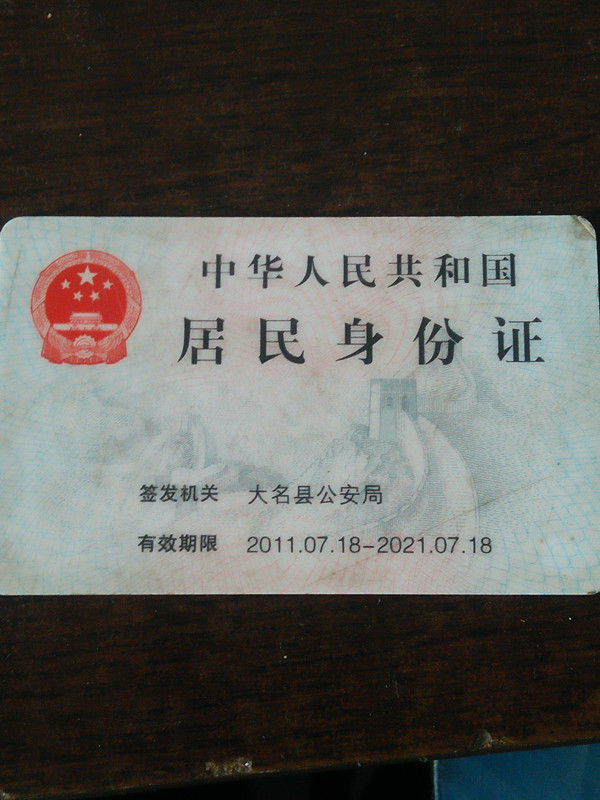 中华人民共和国
居民身份证
签发机关 大名县公安局
有效期限 2011.07.18-2021.07.18